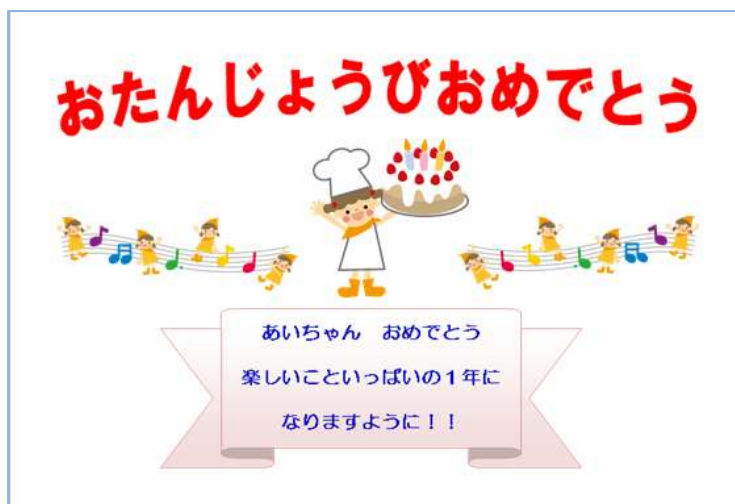 おたんじょうびおめでとう
あいちゃん　おめでとう
楽しいこといっぱいの１年に
なりますように！！